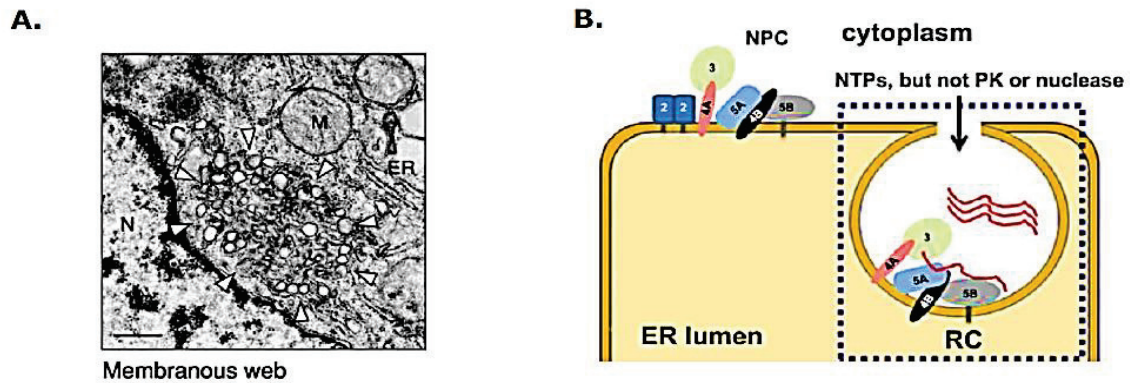 A.
C
M
ER
N
Membranous web
B.
NPC
cytoplasm
NTPs, but not PK or nuclease
3
2 2 4A 5A 4B 5B
3
4A 5A 4B 5B
ER lumen
RC